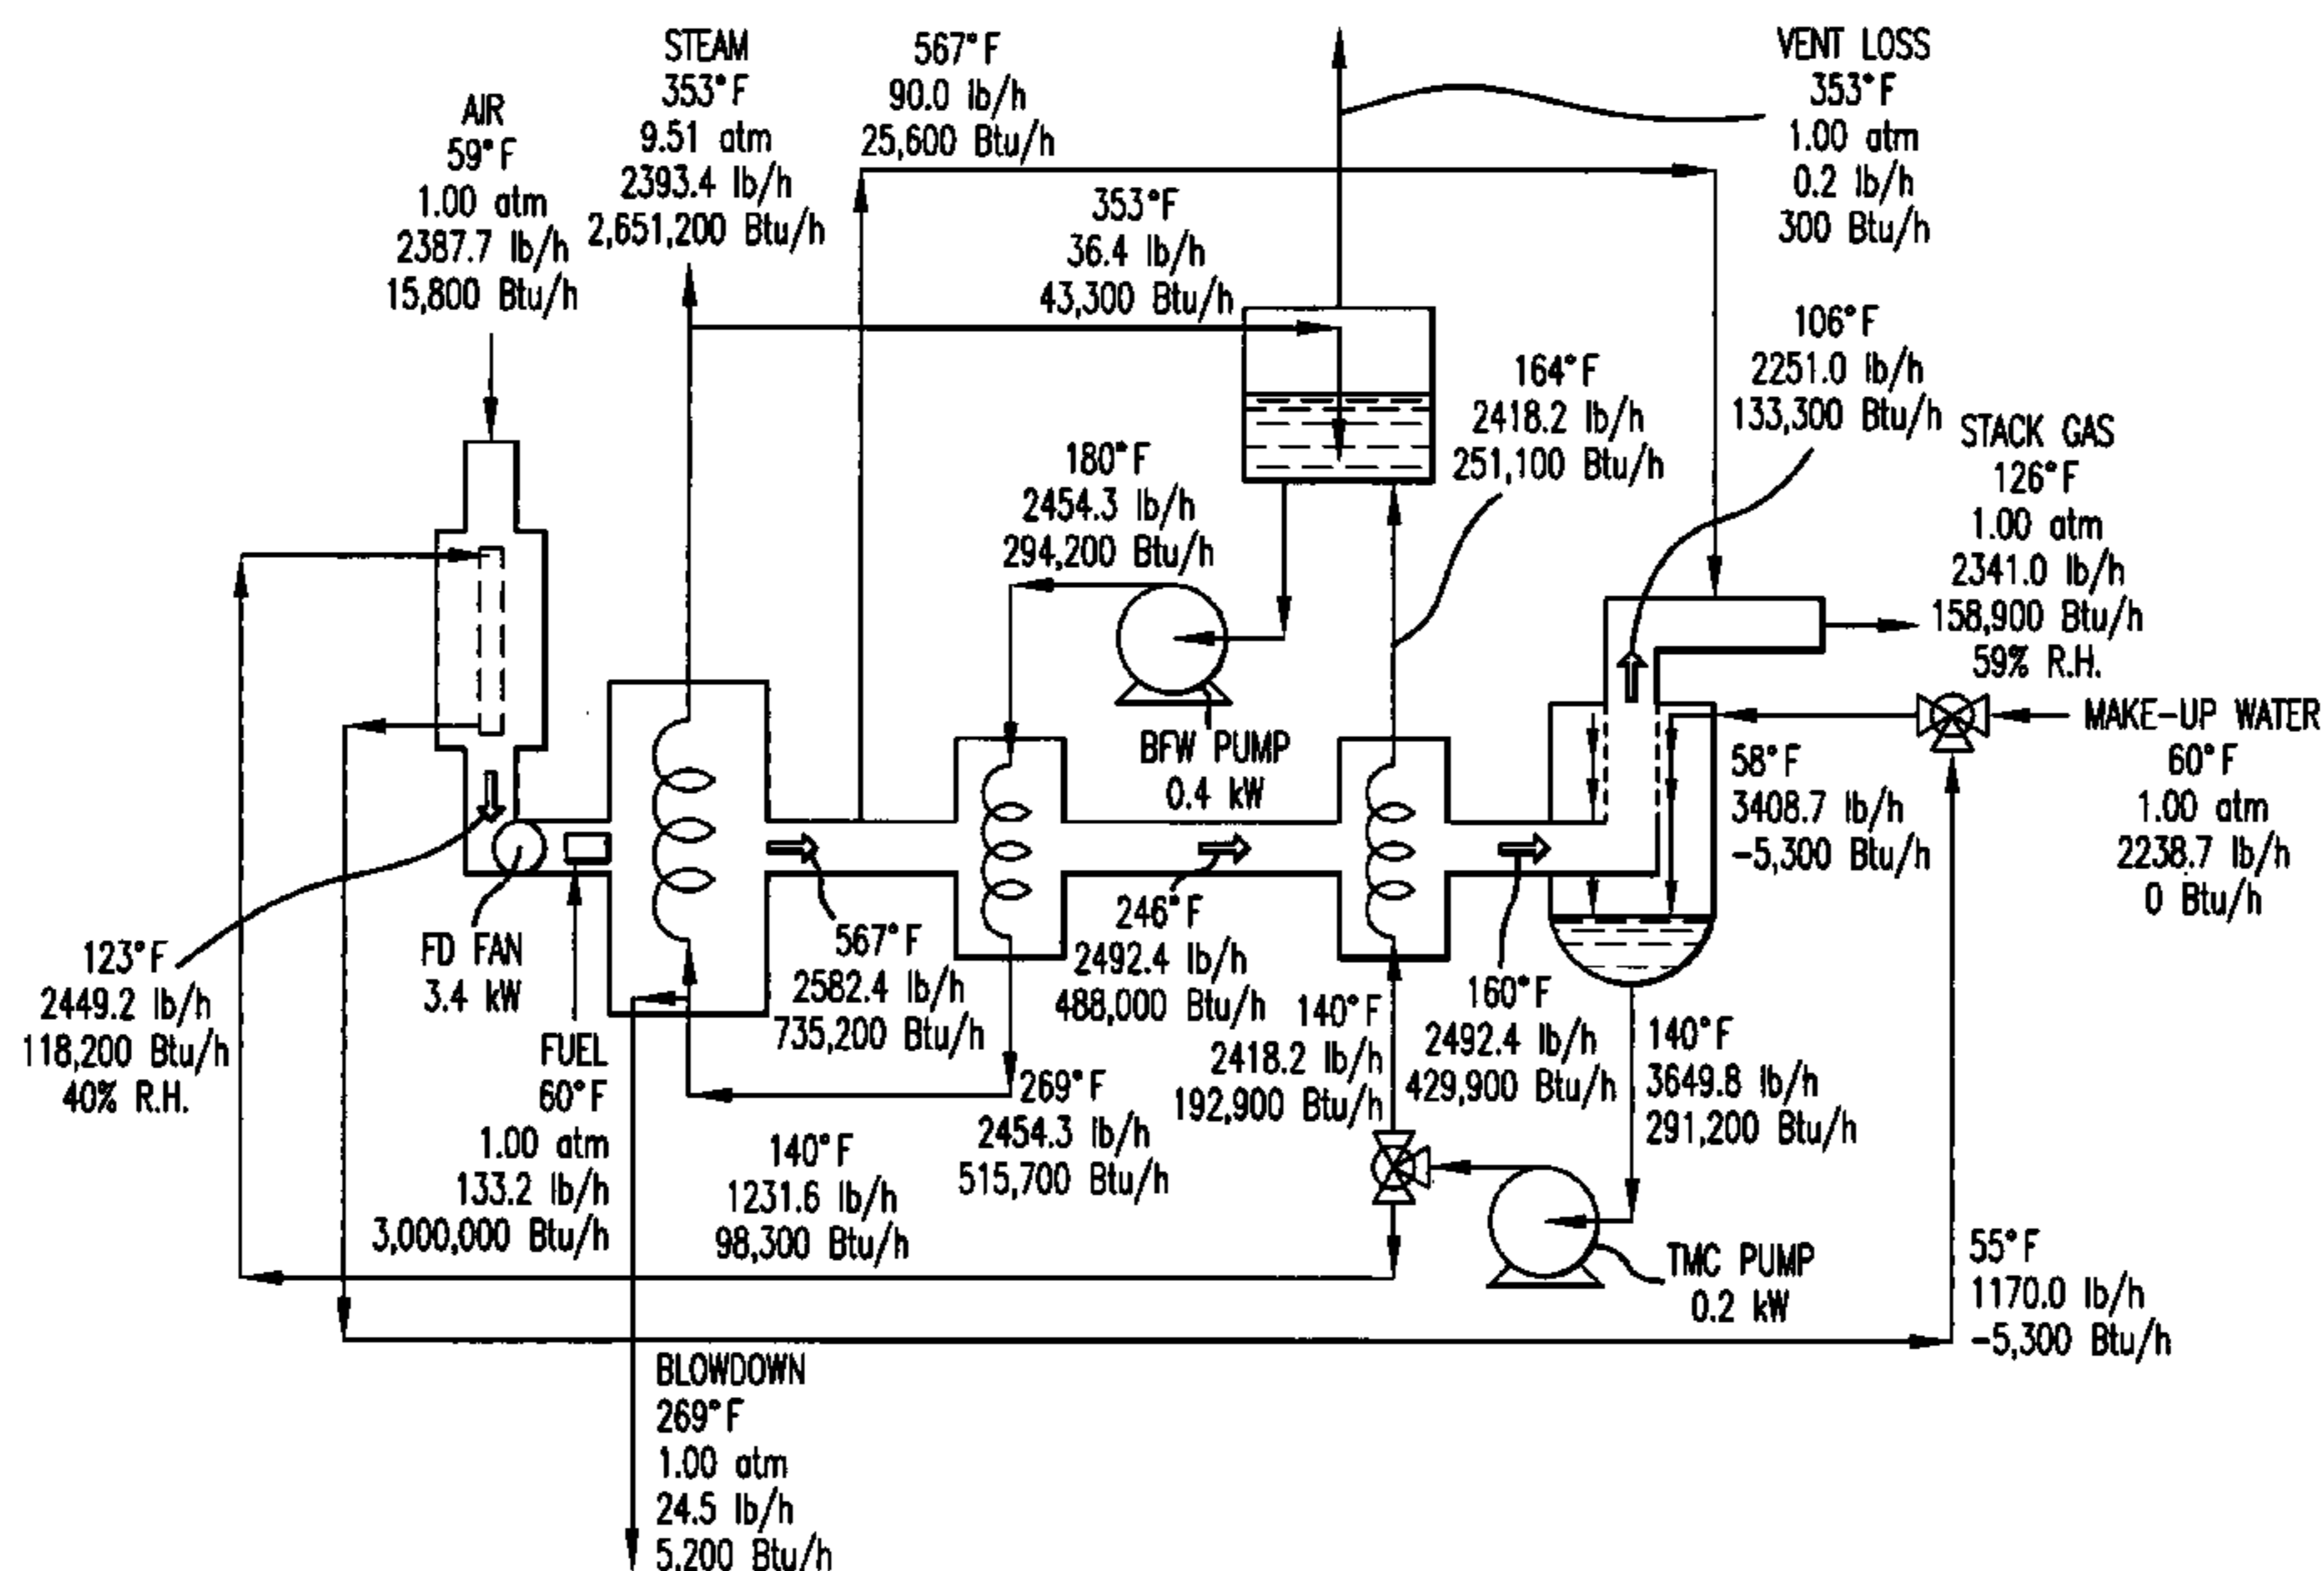 AIR
59°F
1.00 atm
2387.7 lb/h
15,800 Btu/h
STEAM
353°F
9.51 atm
2393.4 lb/h
2,651,200 Btu/h
567°F
90.0 lb/h
25,600 Btu/h
353°F
36.4 lb/h
43,300 Btu/h
VENT LOSS
353°F
1.00 atm
0.2 lb/h
300 Btu/h
106°F
2251.0 lb/h
133,300 Btu/h
164°F
2418.2 lb/h
251,100 Btu/h
STACK GAS
126°F
1.00 atm
2341.0 lb/h
158,900 Btu/h
59% R.H.
180°F
2454.3 lb/h
294,200 Btu/h
BFW PUMP
0.4 kW
MAKE-UP WATER
60°F
1.00 atm
2238.7 lb/h
0 Btu/h
58°F
3408.7 lb/h
-5,300 Btu/h
123°F
2449.2 lb/h
118,200 Btu/h
40% R.H.
FD FAN
3.4 kW
FUEL
60°F
1.00 atm
133.2 lb/h
3,000,000 Btu/h
567°F
2582.4 lb/h
735,200 Btu/h
246°F
2492.4 lb/h
488,000 Btu/h
140°F
2418.2 lb/h
192,900 Btu/h
160°F
2492.4 lb/h
429,900 Btu/h
140°F
3649.8 lb/h
291,200 Btu/h
269°F
2454.3 lb/h
515,700 Btu/h
140°F
1231.6 lb/h
98,300 Btu/h
TMC PUMP
0.2 kW
55°F
1170.0 lb/h
-5,300 Btu/h
BLOWDOWN
269°F
1.00 atm
24.5 lb/h
5,200 Btu/h